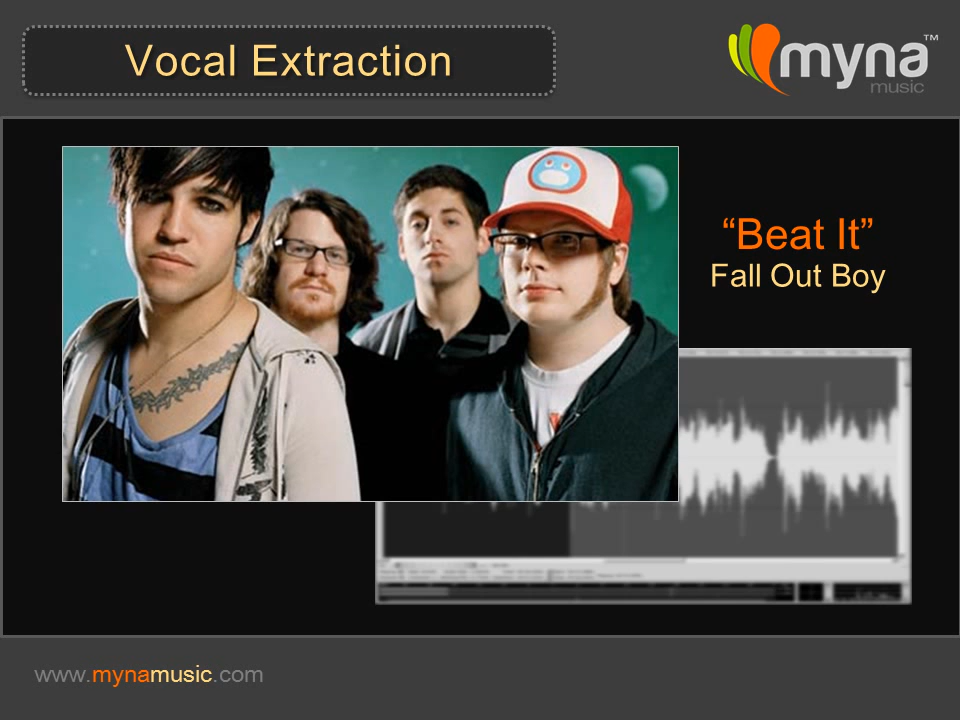 Vocal Extraction
myna™
music
“Beat It”
Fall Out Boy
www.mynamusic.com